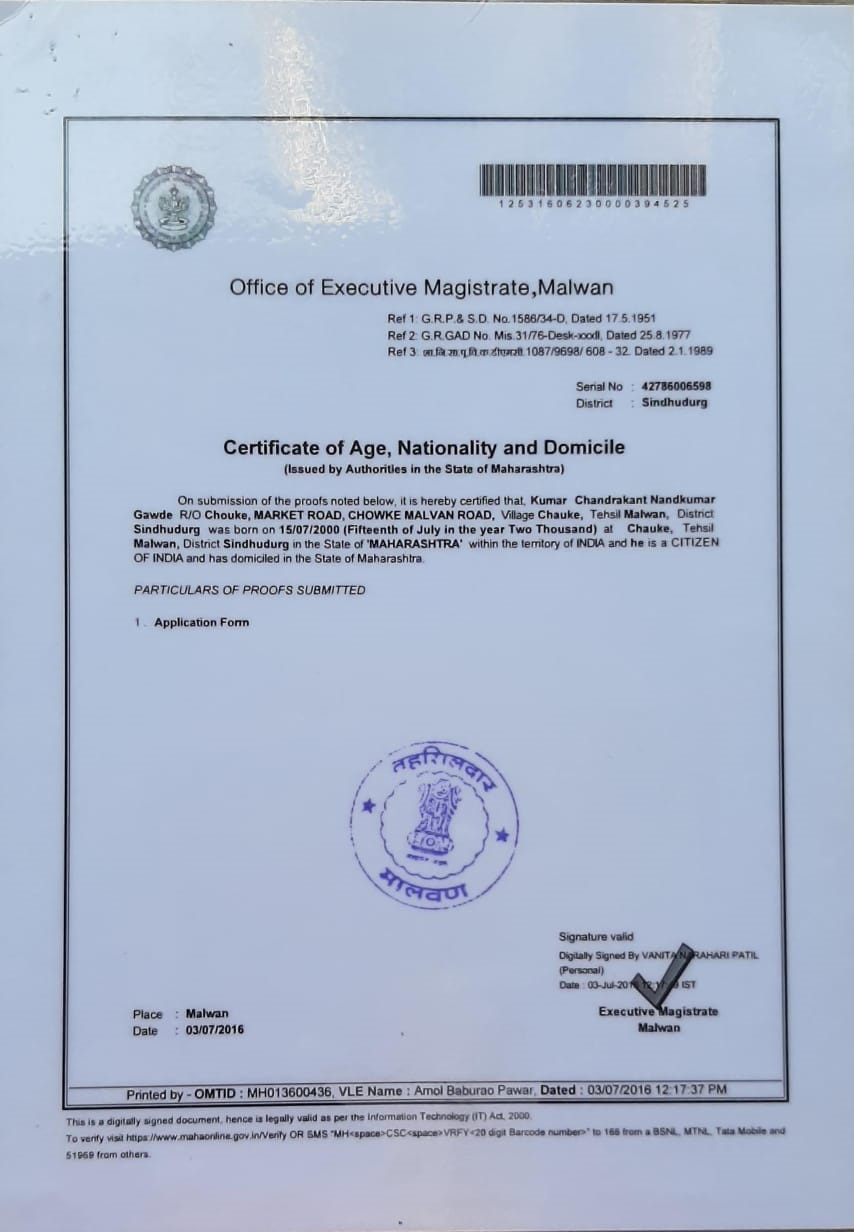 12531606230000394525
Office of Executive Magistrate,Malwan
Ref 1: G.R.P.& S.D. No.1586/34-D, Dated 17.5.1951
Ref 2: G.R.GAD No. Mis.31/76-Desk-xxxII, Dated 25.8.1977
Ref 3: 1087/9698/ 608 - 32. Dated 2.1.1989
Serial No : 42786006598
District : Sindhudurg
Certificate of Age, Nationality and Domicile
(Issued by Authorities in the State of Maharashtra)
On submission of the proofs noted below, it is hereby certified that, Kumar Chandrakant Nandkumar
Gawde R/O Chouke, MARKET ROAD, CHOWKE MALVAN ROAD, Village Chauke, Tehsil Malwan, District
Sindhudurg was born on 15/07/2000 (Fifteenth of July in the year Two Thousand) at Chauke, Tehsil
Malwan, District Sindhudurg in the State of 'MAHARASHTRA' within the territory of INDIA and he is a CITIZEN
OF INDIA and has domiciled in the State of Maharashtra.
PARTICULARS OF PROOFS SUBMITTED
1 . Application Form
तहशिलदार
मालवण
Signature valid
Digitally Signed By VANITA NARAHARI PATIL
(Personal)
Date : 03-Jul-2016 IST
Executive Magistrate
Malwan
Place : Malwan
Date : 03/07/2016
Printed by - OMTID : MH013600436, VLE Name : Amol Baburao Pawar, Dated : 03/07/2016 12:17:37 PM
This is a digitally signed document, hence is legally valid as per the Information Technology (IT) Act, 2000.
To verify visit https://www.mahaonline.gov.in/Verify OR SMS "MH<space>CSC<space>VRFY<20 digit Barcode number>" to 166 from a BSNL, MTNL, Tata Mobile and
51969 from others.